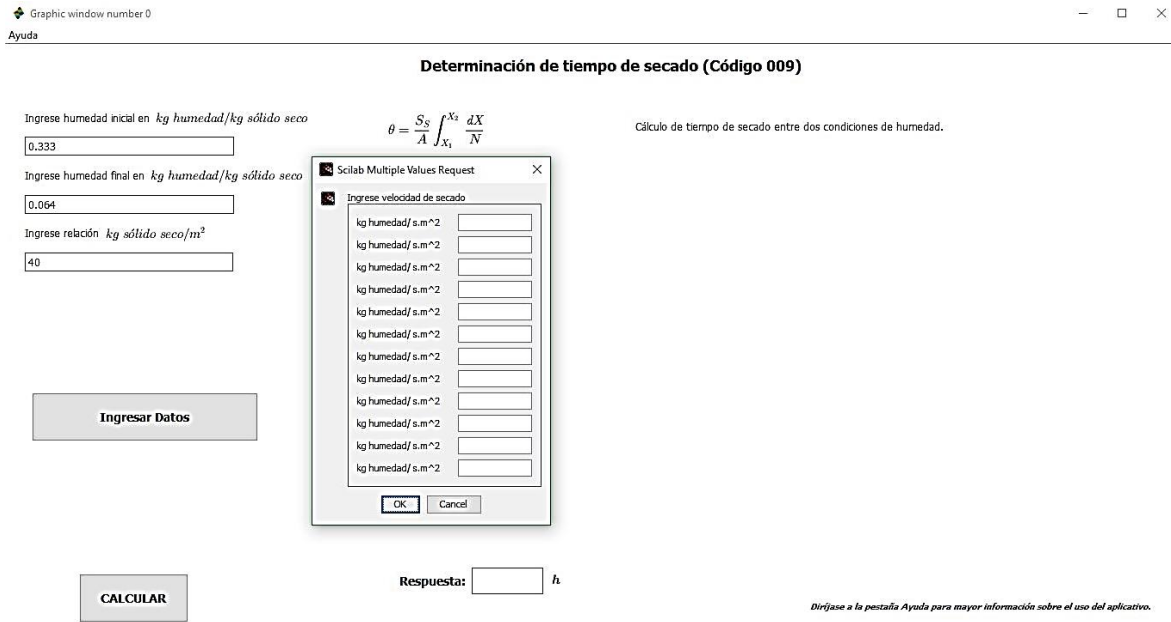 Graphic window number 0
Ayuda
Determinación de tiempo de secado (Código 009)
Ingrese humedad inicial en kg humedad/kg sólido seco
0.333
Ingrese humedad final en kg humedad/kg sólido seco
0.064
Ingrese relación kg sólido seco/m²
40
θ = \frac{S_S}{A} \int_{X_1}^{X_2} \frac{dX}{N}
Cálculo de tiempo de secado entre dos condiciones de humedad.
Scilab Multiple Values Request
Ingrese velocidad de secado
kg humedad/s.m^2
kg humedad/s.m^2
kg humedad/s.m^2
kg humedad/s.m^2
kg humedad/s.m^2
kg humedad/s.m^2
kg humedad/s.m^2
kg humedad/s.m^2
kg humedad/s.m^2
kg humedad/s.m^2
kg humedad/s.m^2
kg humedad/s.m^2
OK Cancel
Ingresar Datos
Respuesta: h
CALCULAR
Diríjase a la pestaña Ayuda para mayor información sobre el uso del aplicativo.